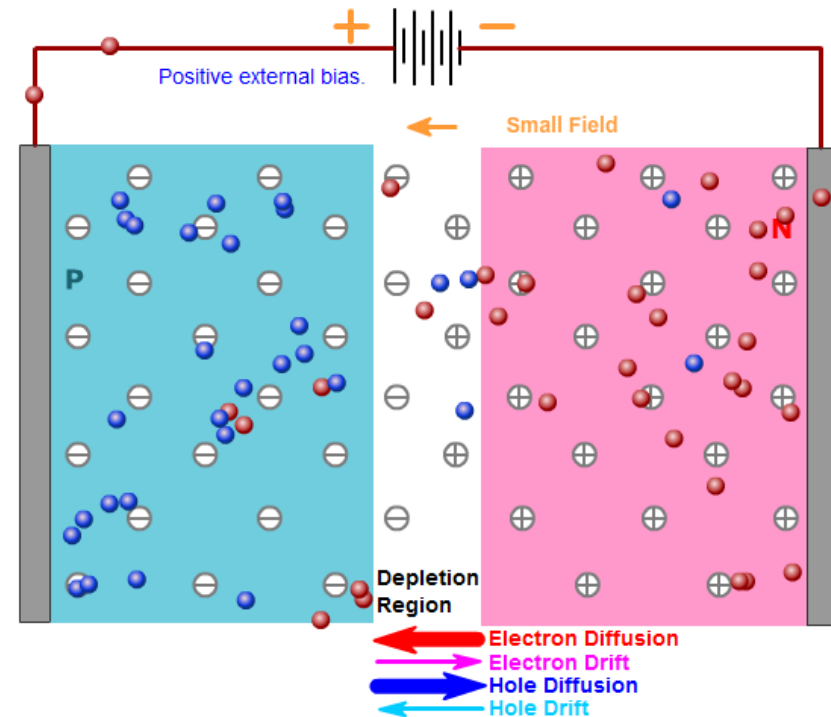 + −
Positive external bias.
Small Field
N
P
Depletion
Region
Electron Diffusion
Electron Drift
Hole Diffusion
Hole Drift